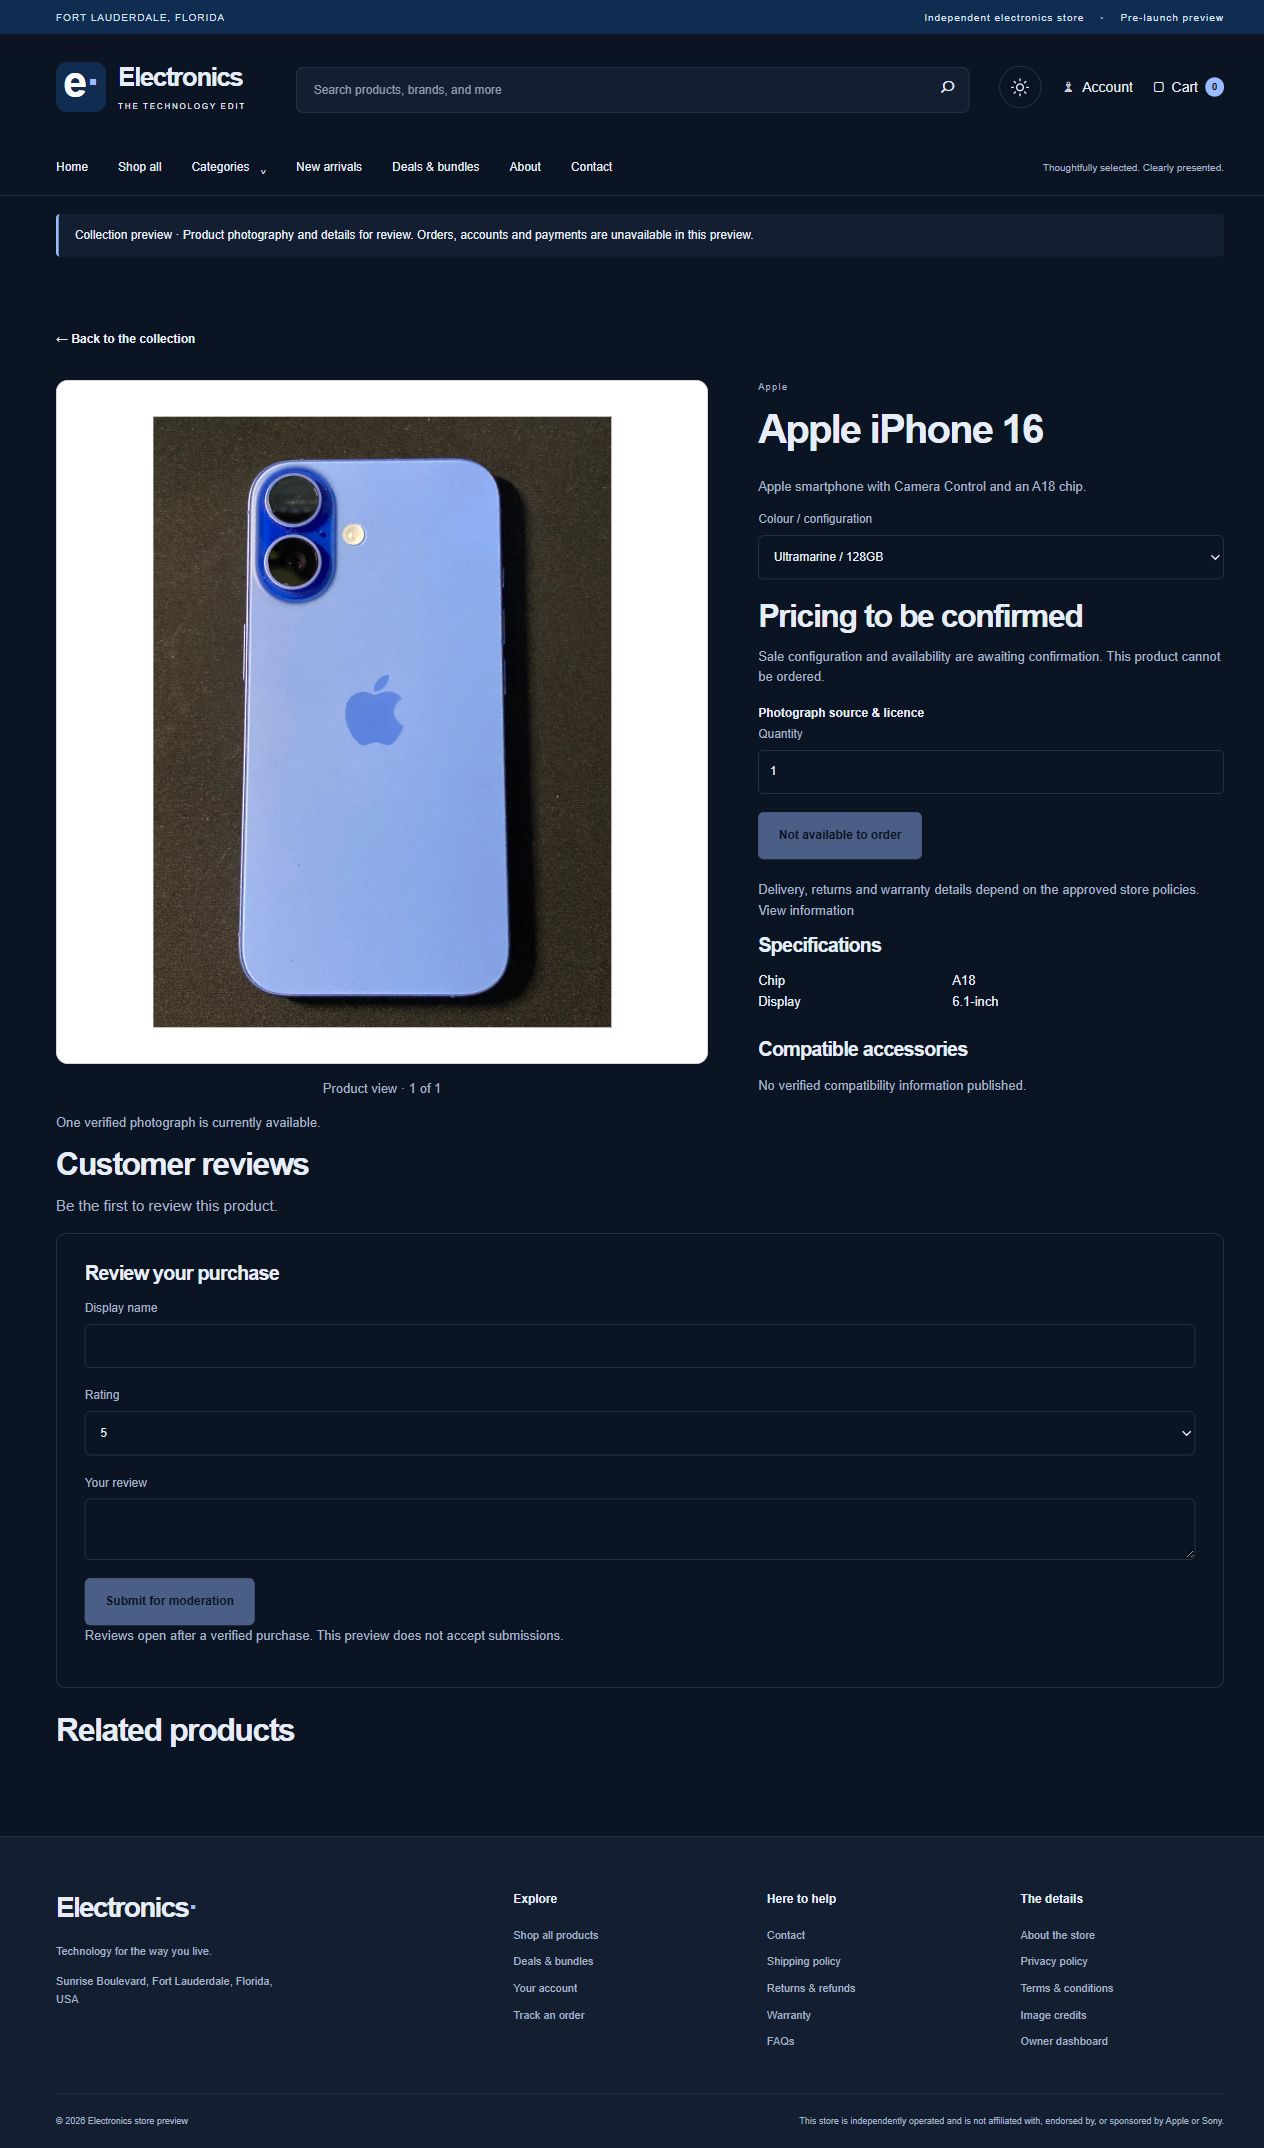 FORT LAUDERDALE, FLORIDA
Independent electronics store · Pre-launch preview
e
Electronics
THE TECHNOLOGY EDIT
Search products, brands, and more
Account
Cart 0
Home
Shop all
Categories
New arrivals
Deals & bundles
About
Contact
Thoughtfully selected. Clearly presented.
Collection preview · Product photography and details for review. Orders, accounts and payments are unavailable in this preview.
← Back to the collection
Apple
Apple iPhone 16
Apple smartphone with Camera Control and an A18 chip.
Colour / configuration
Ultramarine / 128GB
Pricing to be confirmed
Sale configuration and availability are awaiting confirmation. This product cannot
be ordered.
Photograph source & licence
Quantity
1
Not available to order
Delivery, returns and warranty details depend on the approved store policies.
View information
Specifications
Chip A18
Display 6.1-inch
Compatible accessories
No verified compatibility information published.
Product view · 1 of 1
One verified photograph is currently available.
Customer reviews
Be the first to review this product.
Review your purchase
Display name
Rating
5
Your review
Submit for moderation
Reviews open after a verified purchase. This preview does not accept submissions.
Related products
Electronics·
Technology for the way you live.
Sunrise Boulevard, Fort Lauderdale, Florida,
USA
Explore
Shop all products
Deals & bundles
Your account
Track an order
Here to help
Contact
Shipping policy
Returns & refunds
Warranty
FAQs
The details
About the store
Privacy policy
Terms & conditions
Image credits
Owner dashboard
© 2026 Electronics store preview
This store is independently operated and is not affiliated with, endorsed by, or sponsored by Apple or Sony.